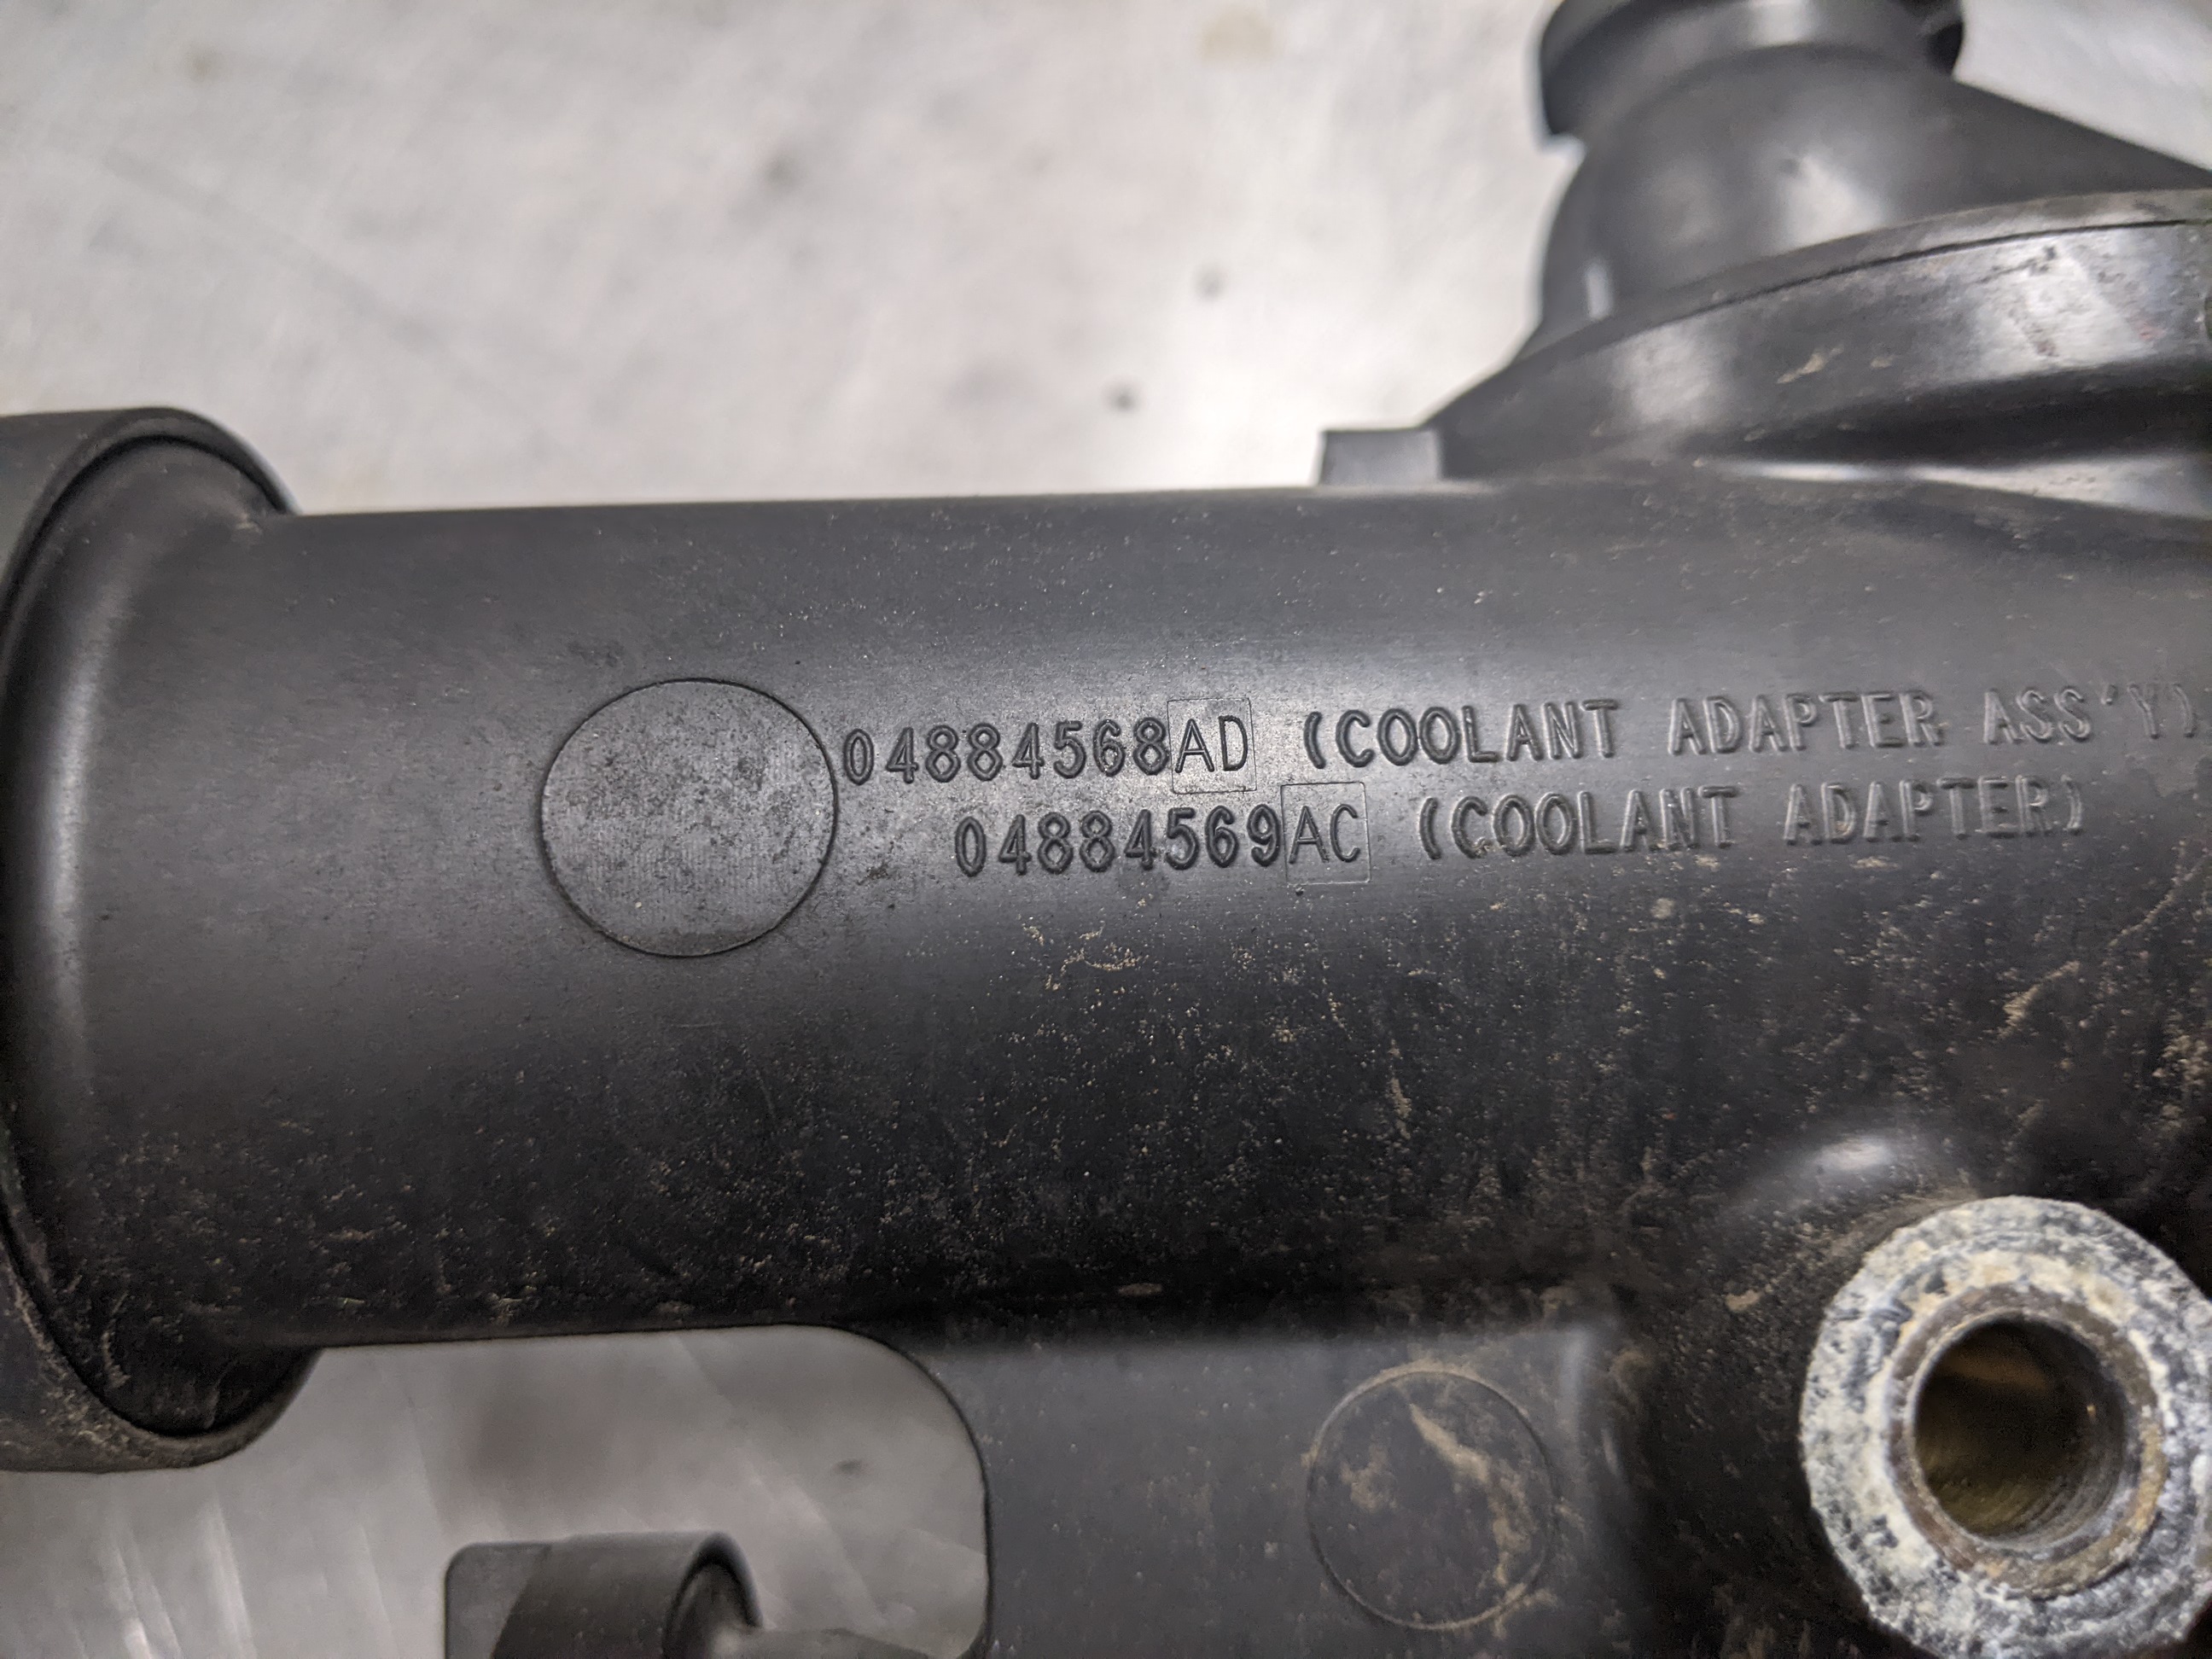 04884568AD (COOLANT ADAPTER ASS'Y)
04884569AC (COOLANT ADAPTER)